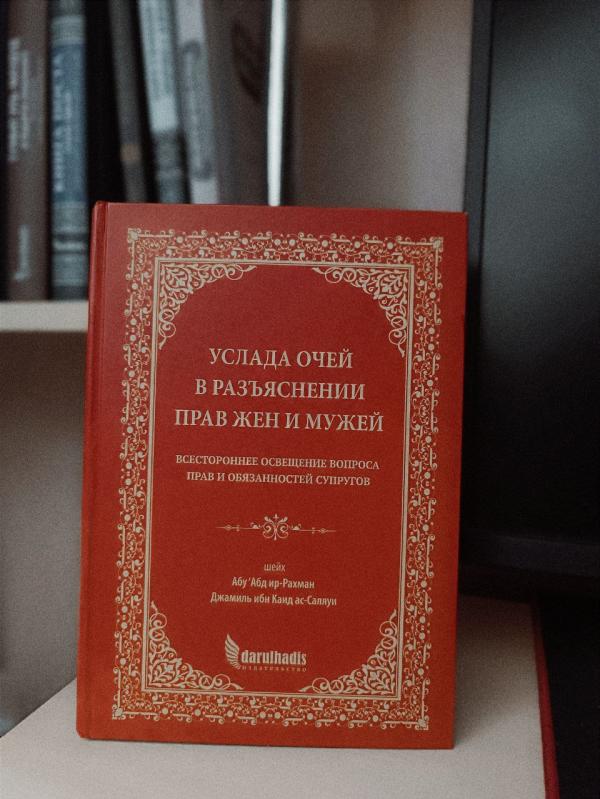 УСЛАДА ОЧЕЙ
В РАЗЪЯСНЕНИИ
ПРАВ ЖЕН И МУЖЕЙ
ВСЕСТОРОННЕЕ ОСВЕЩЕНИЕ ВОПРОСА
ПРАВ И ОБЯЗАННОСТЕЙ СУПРУГОВ
шейх
Абу ‘Абд ир-Рахман
Джамиль ибн Каид ас-Саляуи
darulhadis
ИЗДАТЕЛЬСТВО